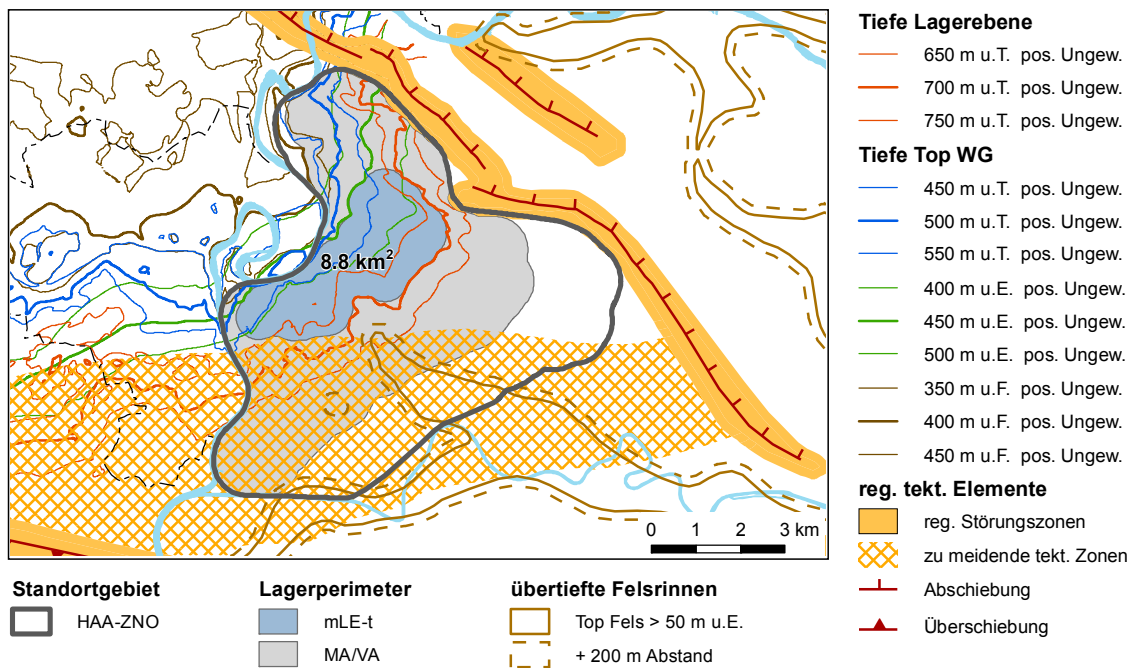 8.8 km²
0 1 2 3 km
Tiefe Lagerebene
650 m u.T. pos. Ungew.
700 m u.T. pos. Ungew.
750 m u.T. pos. Ungew.
Tiefe Top WG
450 m u.T. pos. Ungew.
500 m u.T. pos. Ungew.
550 m u.T. pos. Ungew.
400 m u.E. pos. Ungew.
450 m u.E. pos. Ungew.
500 m u.E. pos. Ungew.
350 m u.F. pos. Ungew.
400 m u.F. pos. Ungew.
450 m u.F. pos. Ungew.
reg. tekt. Elemente
reg. Störungszonen
zu meidende tekt. Zonen
Abschiebung
Überschiebung
Standortgebiet
HAA-ZNO
Lagerperimeter
mLE-t
MA/VA
übertiefte Felsrinnen
Top Fels > 50 m u.E.
+ 200 m Abstand